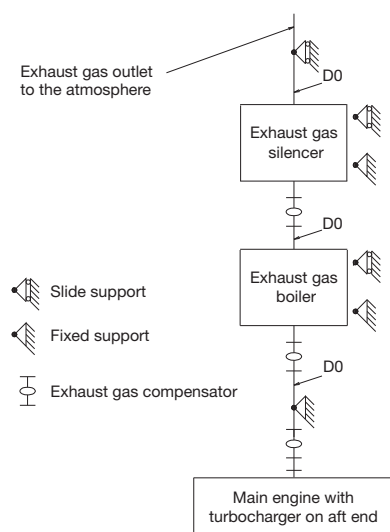 Exhaust gas outlet
to the atmosphere
D0
Exhaust gas
silencer
D0
Exhaust gas
boiler
Slide support
Fixed support
D0
Exhaust gas compensator
Main engine with
turbocharger on aft end